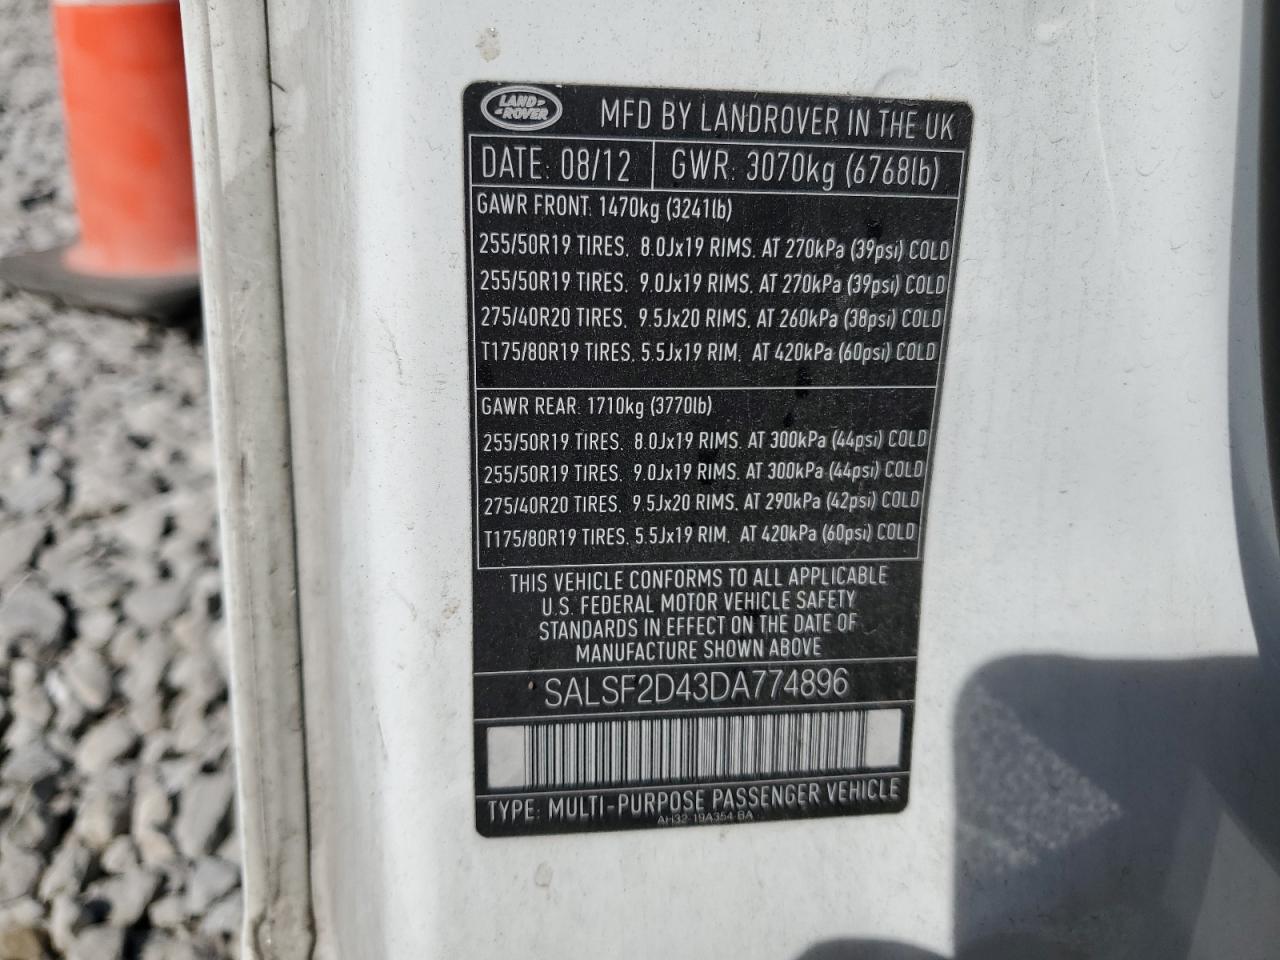 LAND ROVER
MFD BY LANDROVER IN THE UK
DATE: 08/12 GWR: 3070kg (6768lb)
GAWR FRONT: 1470kg (3241lb)
255/50R19 TIRES, 8.0Jx19 RIMS, AT 270kPa (39psi) COLD
255/50R19 TIRES, 9.0Jx19 RIMS, AT 270kPa (39psi) COLD
275/40R20 TIRES, 9.5Jx20 RIMS, AT 260kPa (38psi) COLD
T175/80R19 TIRES, 5.5Jx19 RIM, AT 420kPa (60psi) COLD
GAWR REAR: 1710kg (3770lb)
255/50R19 TIRES, 8.0Jx19 RIMS, AT 300kPa (44psi) COLD
255/50R19 TIRES, 9.0Jx19 RIMS, AT 300kPa (44psi) COLD
275/40R20 TIRES, 9.5Jx20 RIMS, AT 290kPa (42psi) COLD
T175/80R19 TIRES, 5.5Jx19 RIM, AT 420kPa (60psi) COLD
THIS VEHICLE CONFORMS TO ALL APPLICABLE
U.S. FEDERAL MOTOR VEHICLE SAFETY
STANDARDS IN EFFECT ON THE DATE OF
MANUFACTURE SHOWN ABOVE
SALSF2D43DA774896
TYPE: MULTI-PURPOSE PASSENGER VEHICLE
AH32-19A354-BA